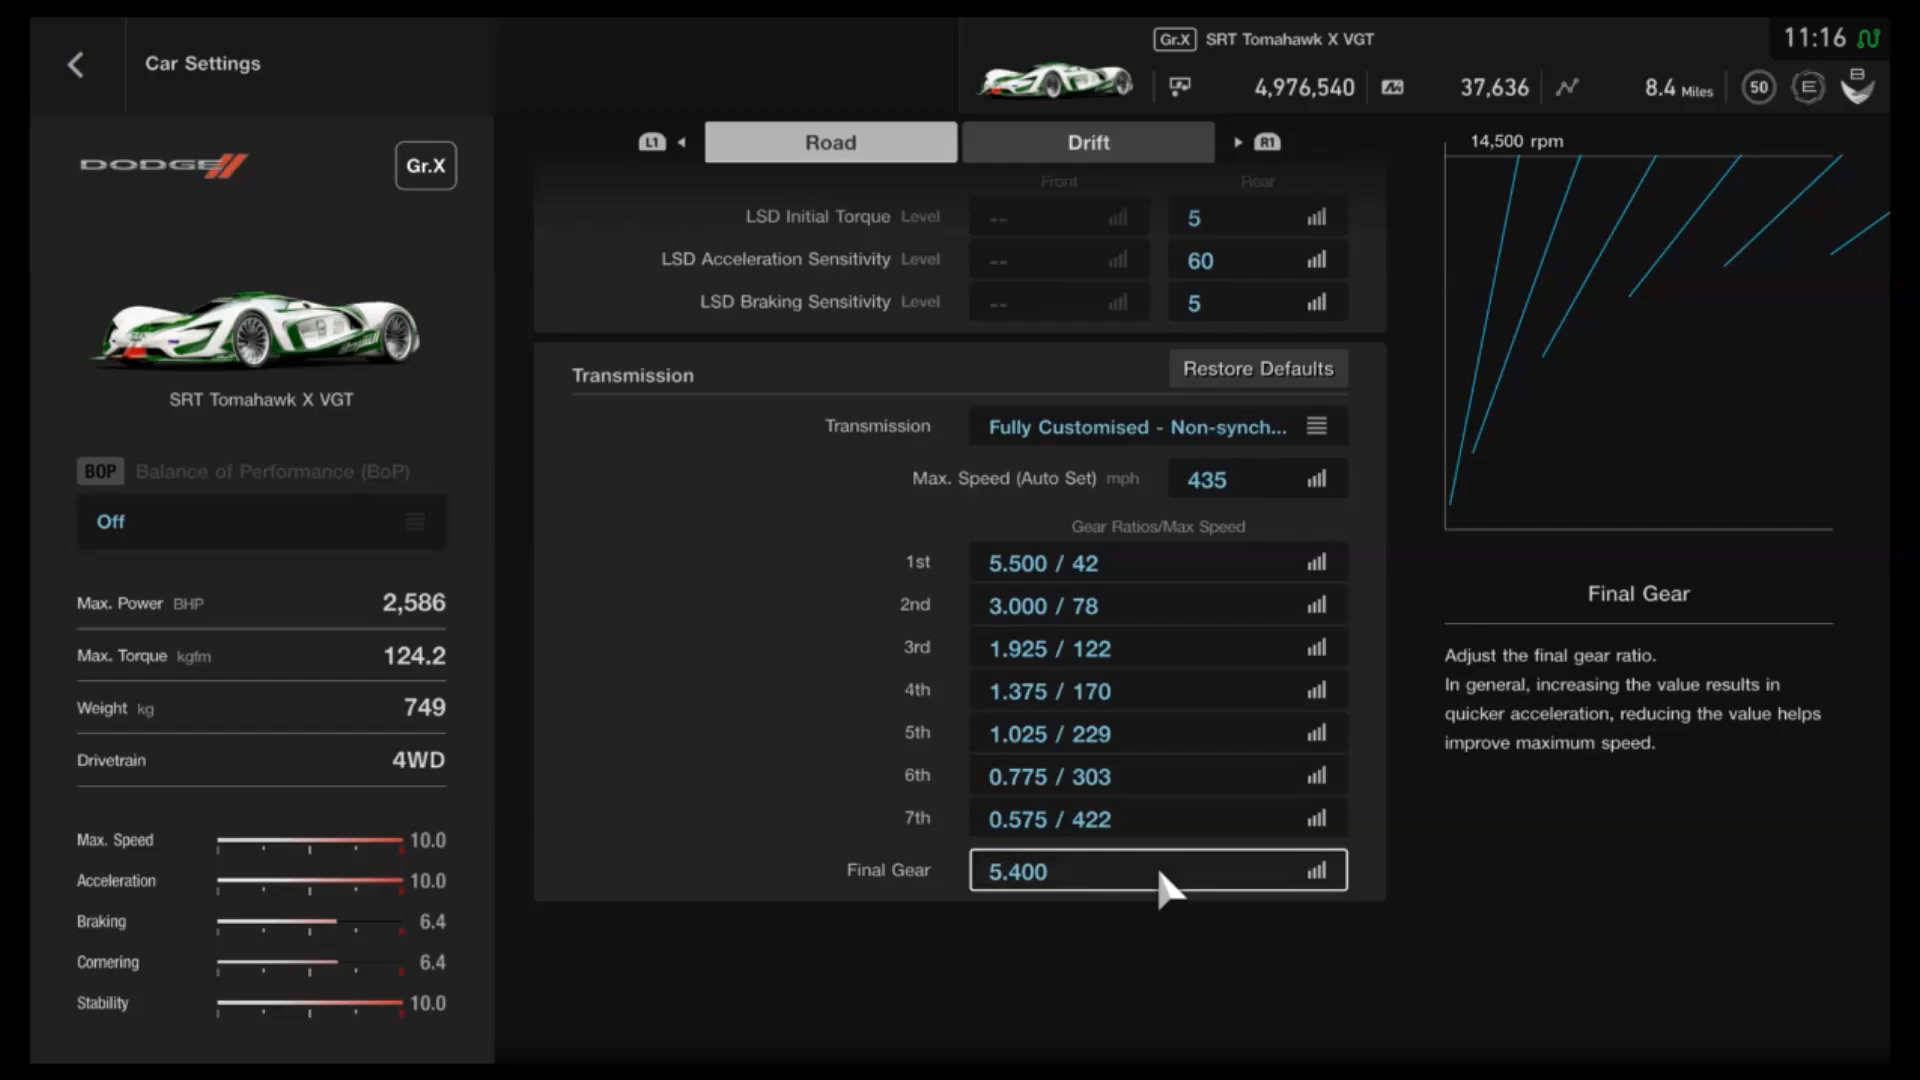 Car Settings
Gr.X SRT Tomahawk X VGT
11:16
4,976,540 37,636 8.4 Miles 50 E B
DODGE
Gr.X
SRT Tomahawk X VGT
BOP Balance of Performance (BoP)
Off
Max. Power BHP 2,586
Max. Torque kgfm 124.2
Weight kg 749
Drivetrain 4WD
Max. Speed 10.0
Acceleration 10.0
Braking 6.4
Cornering 6.4
Stability 10.0
L1 Road Drift R1
Front Rear
LSD Initial Torque Level -- 5
LSD Acceleration Sensitivity Level -- 60
LSD Braking Sensitivity Level -- 5
Transmission Restore Defaults
Transmission Fully Customised - Non-synch...
Max. Speed (Auto Set) mph 435
Gear Ratios/Max Speed
1st 5.500 / 42
2nd 3.000 / 78
3rd 1.925 / 122
4th 1.375 / 170
5th 1.025 / 229
6th 0.775 / 303
7th 0.575 / 422
Final Gear 5.400
14,500 rpm
Final Gear
Adjust the final gear ratio.
In general, increasing the value results in
quicker acceleration, reducing the value helps
improve maximum speed.